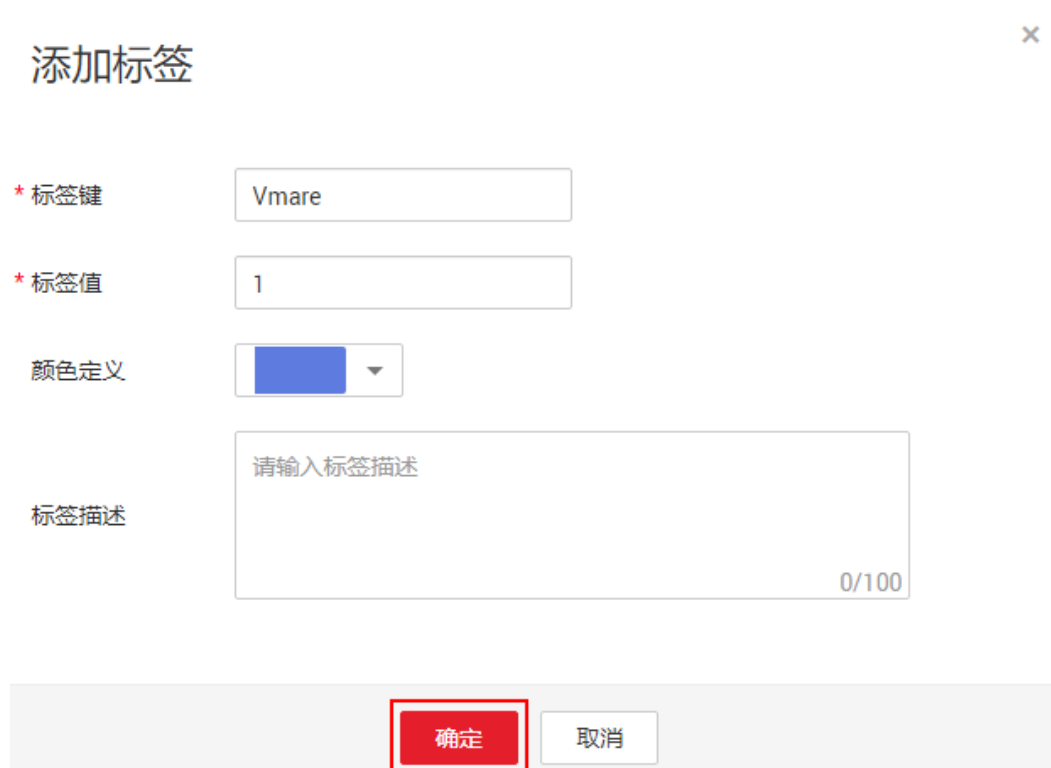 添加标签
×
* 标签键 Vmare
* 标签值 1
颜色定义
标签描述 请输入标签描述
0/100
确定 取消